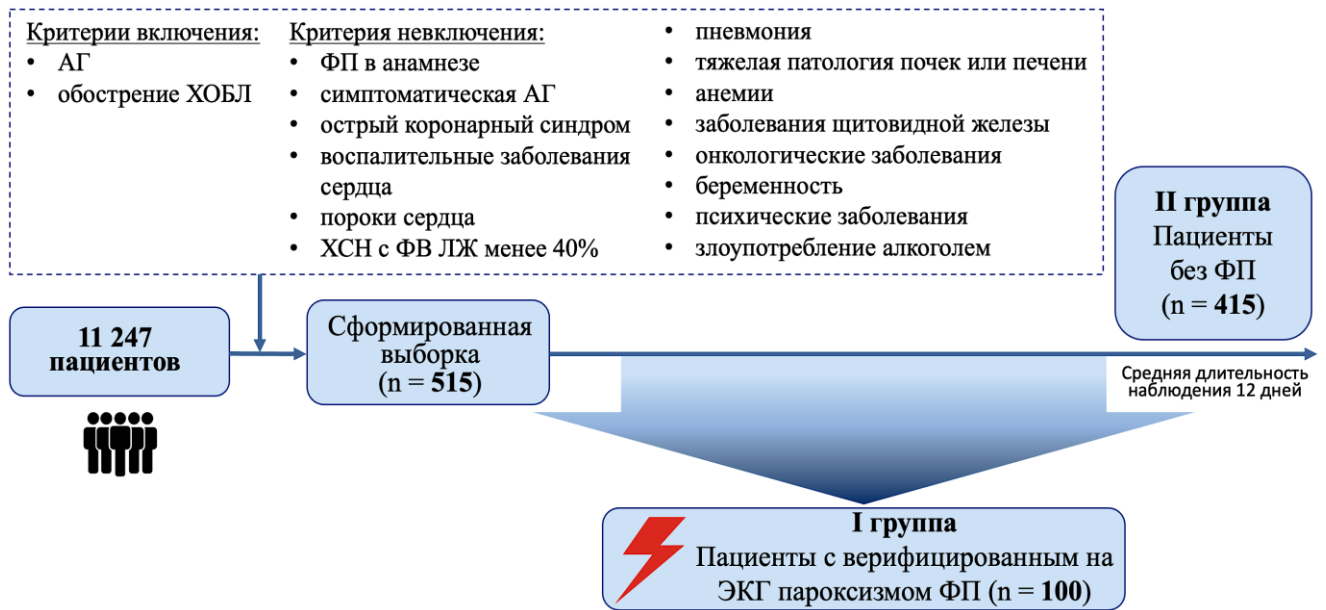 Критерии включения:
• АГ
• обострение ХОБЛ
Критерия невключения:
• ФП в анамнезе
• симптоматическая АГ
• острый коронарный синдром
• воспалительные заболевания
сердца
• пороки сердца
• ХСН с ФВ ЛЖ менее 40%
• пневмония
• тяжелая патология почек или печени
• анемии
• заболевания щитовидной железы
• онкологические заболевания
• беременность
• психические заболевания
• злоупотребление алкоголем
11 247
пациентов
Сформированная
выборка
(n = 515)
II группа
Пациенты
без ФП
(n = 415)
Средняя длительность
наблюдения 12 дней
I группа
Пациенты с верифицированным на
ЭКГ пароксизмом ФП (n = 100)